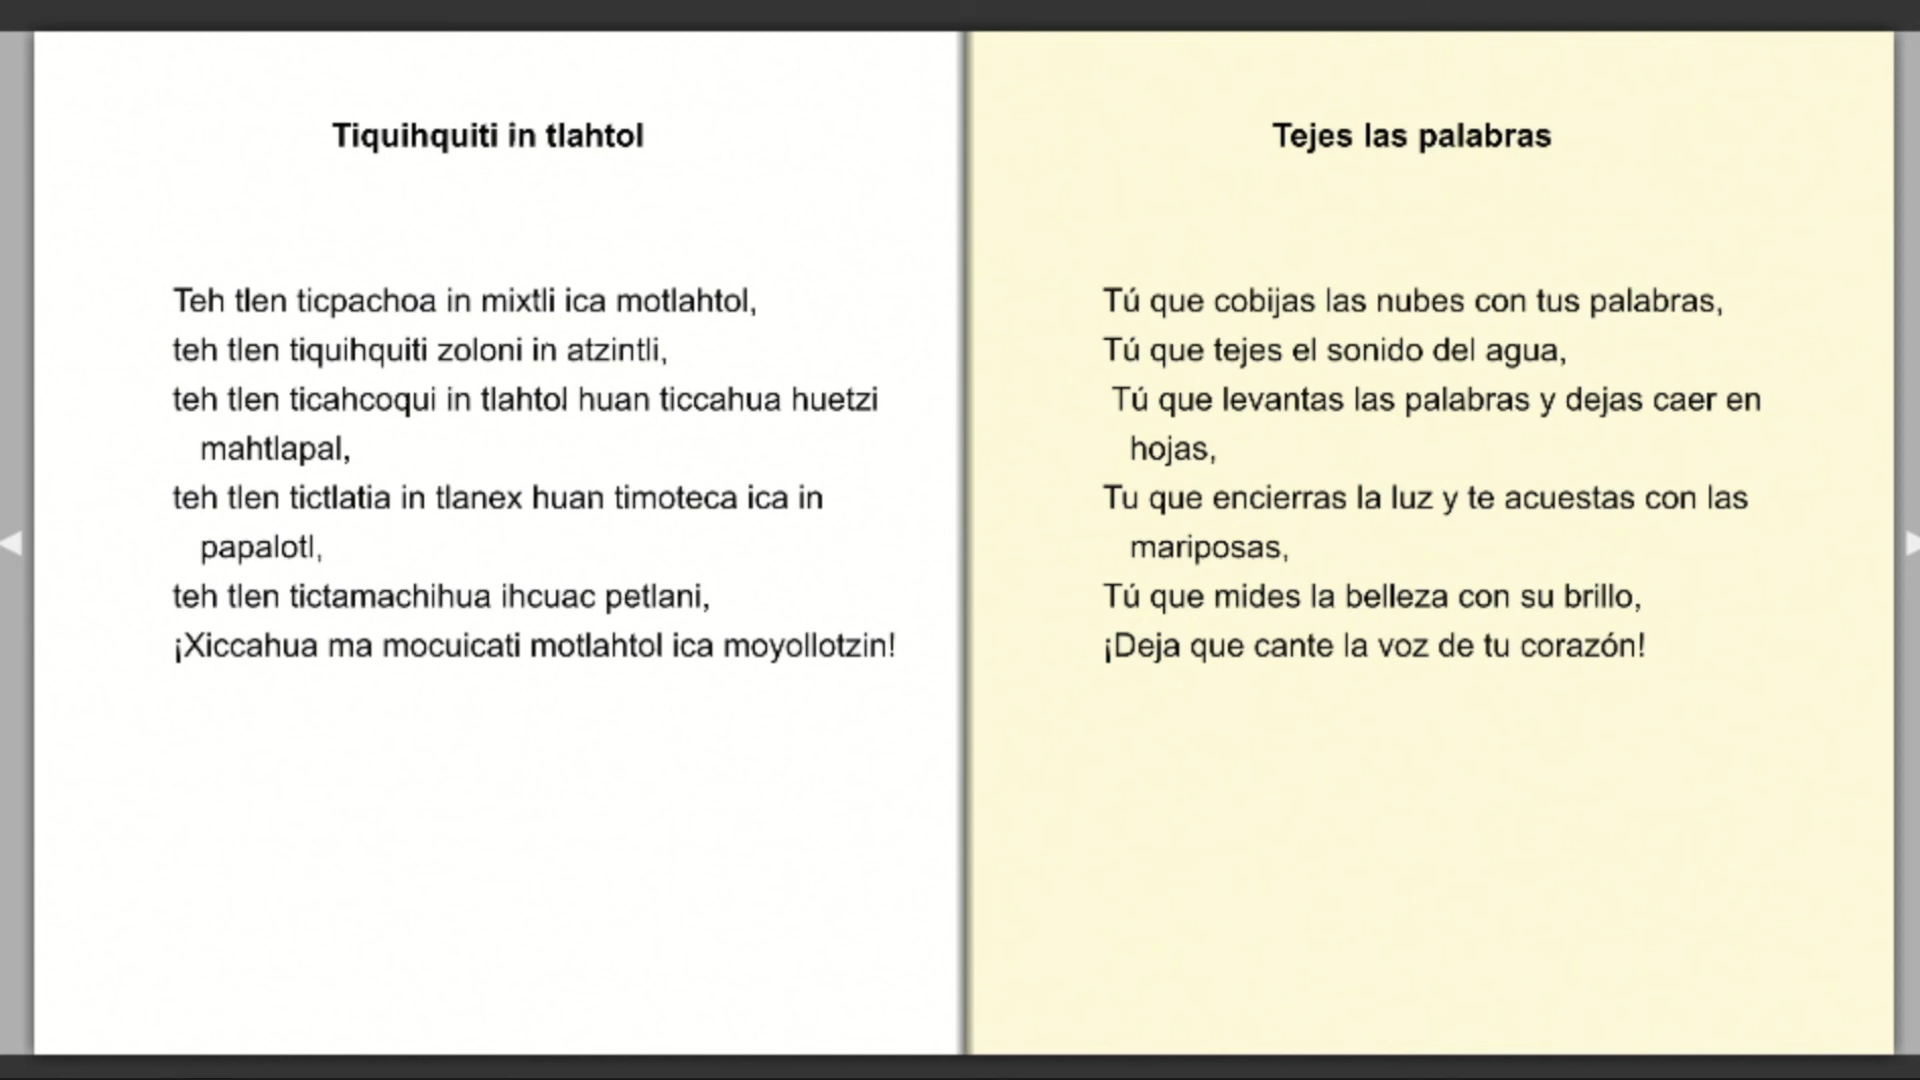 Tiquihquiti in tlahtol
Teh tlen ticpachoa in mixtli ica motlahtol,
teh tlen tiquihquiti zoloni in atzintli,
teh tlen ticahcoqui in tlahtol huan ticcahua huetzi
mahtlapal,
teh tlen tictlatia in tlanex huan timoteca ica in
papalotl,
teh tlen tictamachihua ihcuac petlani,
¡Xiccahua ma mocuicati motlahtol ica moyollotzin!
Tejes las palabras
Tú que cobijas las nubes con tus palabras,
Tú que tejes el sonido del agua,
Tú que levantas las palabras y dejas caer en
hojas,
Tu que encierras la luz y te acuestas con las
mariposas,
Tú que mides la belleza con su brillo,
¡Deja que cante la voz de tu corazón!